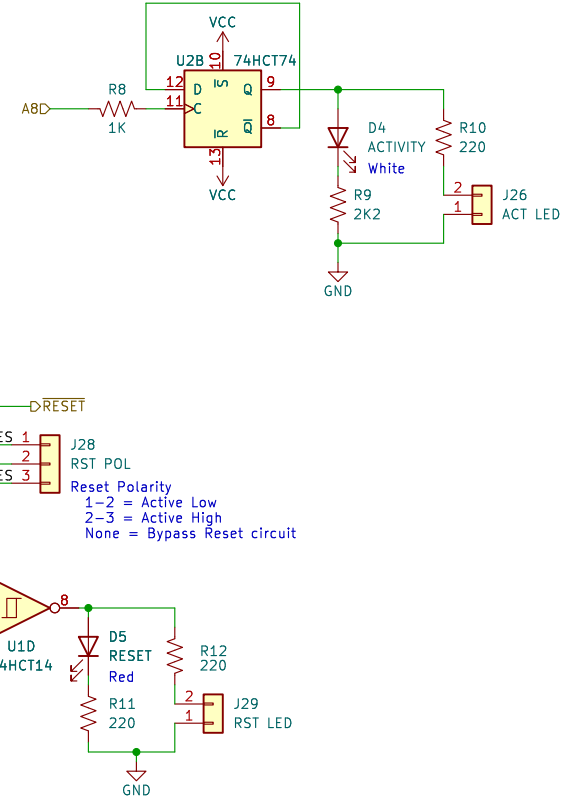 VCC
U2B 74HCT74
10
12 D S Q 9
A8 R8 11 C
1K
Q 8
R
13
VCC
D4
ACTIVITY
White
R9
2K2
R10
220
2
1
J26
ACT LED
GND
RESET
ES 1
2
ES 3
J28
RST POL
Reset Polarity
1-2 = Active Low
2-3 = Active High
None = Bypass Reset circuit
8
U1D
4HCT14
D5
RESET
Red
R11
220
R12
220
2
1
J29
RST LED
GND